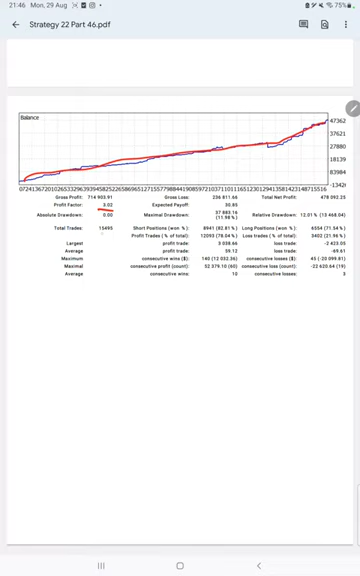 21:46 Mon, 29 Aug 75%
Strategy 22 Part 46.pdf
Balance
47362
37621
27880
18139
83984
-1342(
Gross Profit: 714 903.91 Gross Loss: 236 811.66 Total Net Profit: 478 092.25
Profit Factor: 3.02 Expected Payoff: 30.85
Absolute Drawdown: 0.00 Maximal Drawdown: 37 883.16 (11.98 %) Relative Drawdown: 12.01 % (13 468.04)
Total Trades: 15495 Short Positions (won %): 8941 (82.81 %) Long Positions (won %): 6554 (71.54 %)
Profit Trades (% of total): 12093 (78.04 %) Loss trades (% of total): 3402 (21.96 %)
Largest profit trade: 3 038.66 loss trade: -2 423.05
Average profit trade: 59.12 loss trade: -69.61
Maximum consecutive wins ($): 140 (12 032.36) consecutive losses ($): 45 (-20 099.81)
Maximal consecutive profit (count): 52 379.10 (60) consecutive loss (count): -22 620.64 (19)
Average consecutive wins: 10 consecutive losses: 3